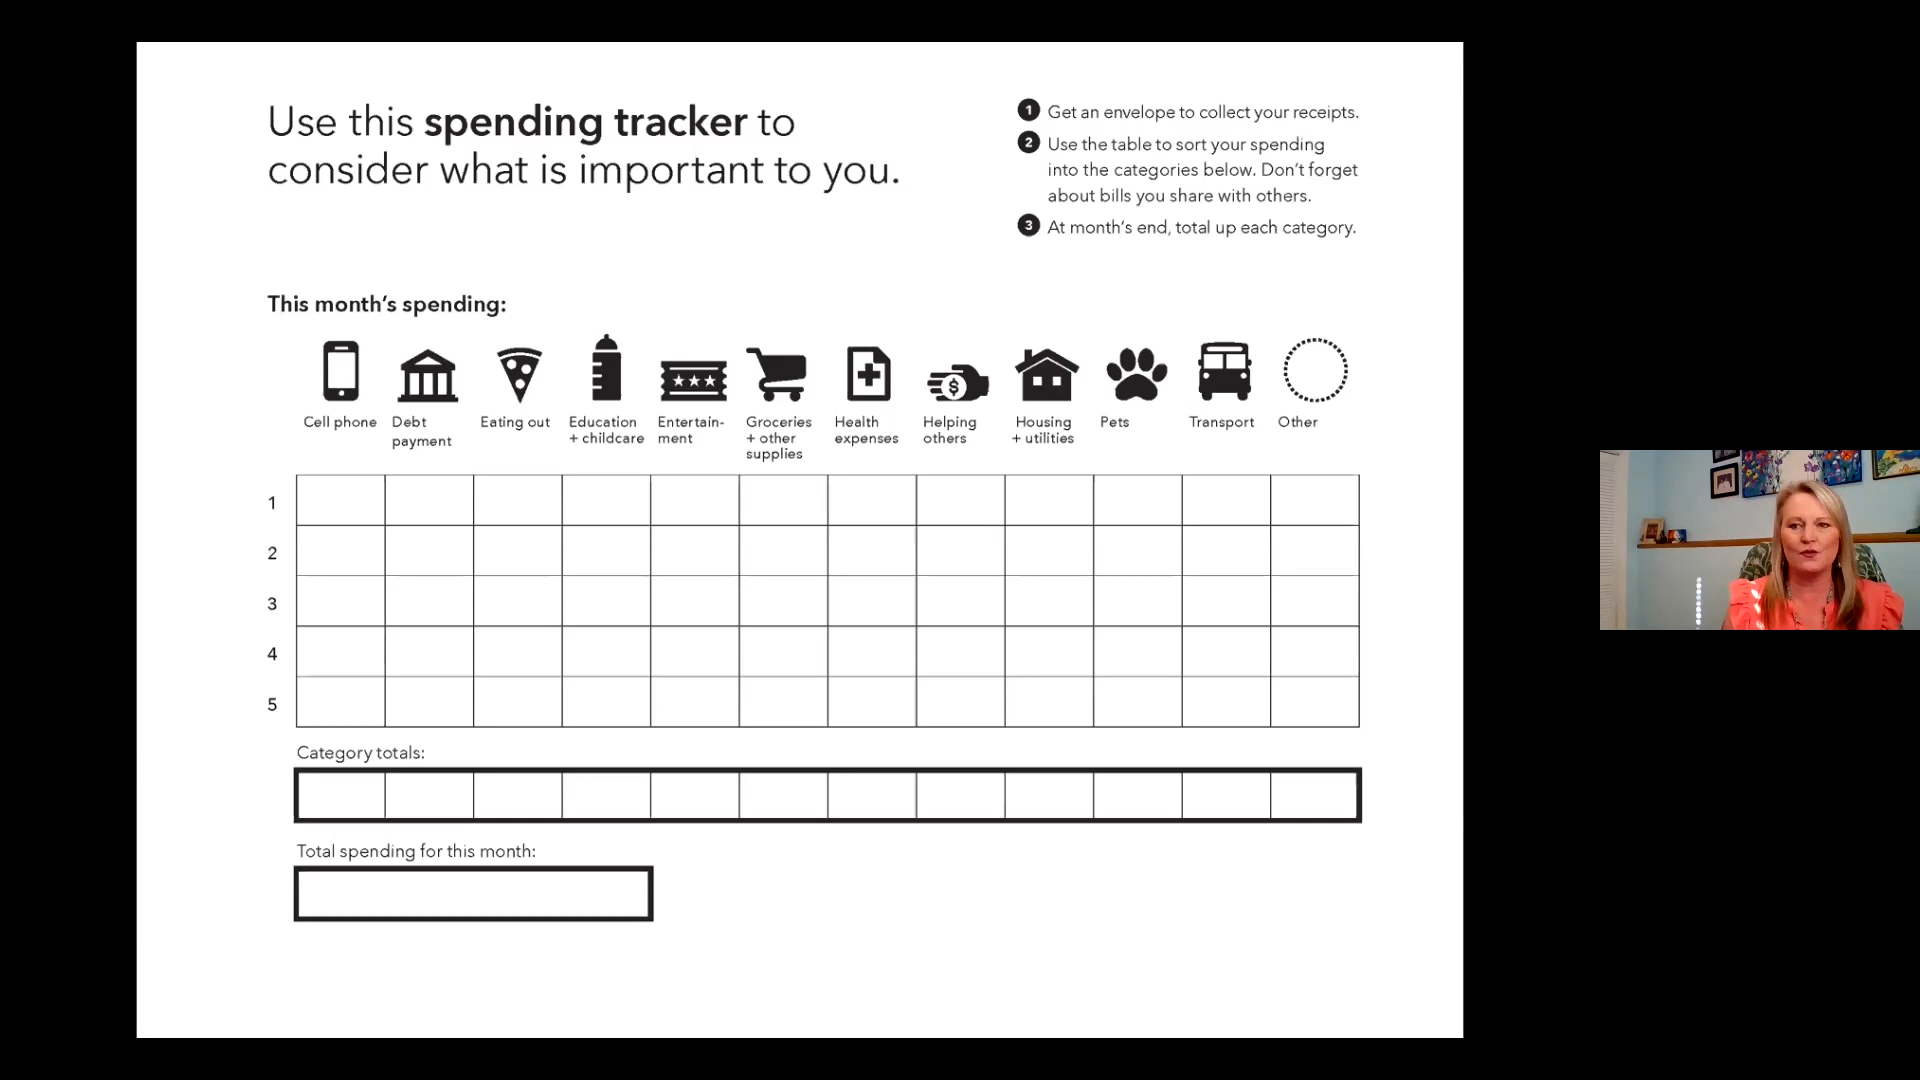 Use this spending tracker to
consider what is important to you.
1 Get an envelope to collect your receipts.
2 Use the table to sort your spending
into the categories below. Don't forget
about bills you share with others.
3 At month's end, total up each category.
This month's spending:
Cell phone
Debt
payment
Eating out
Education
+ childcare
Entertain-
ment
Groceries
+ other
supplies
Health
expenses
Helping
others
Housing
+ utilities
Pets
Transport
Other
1
2
3
4
5
Category totals:
Total spending for this month: